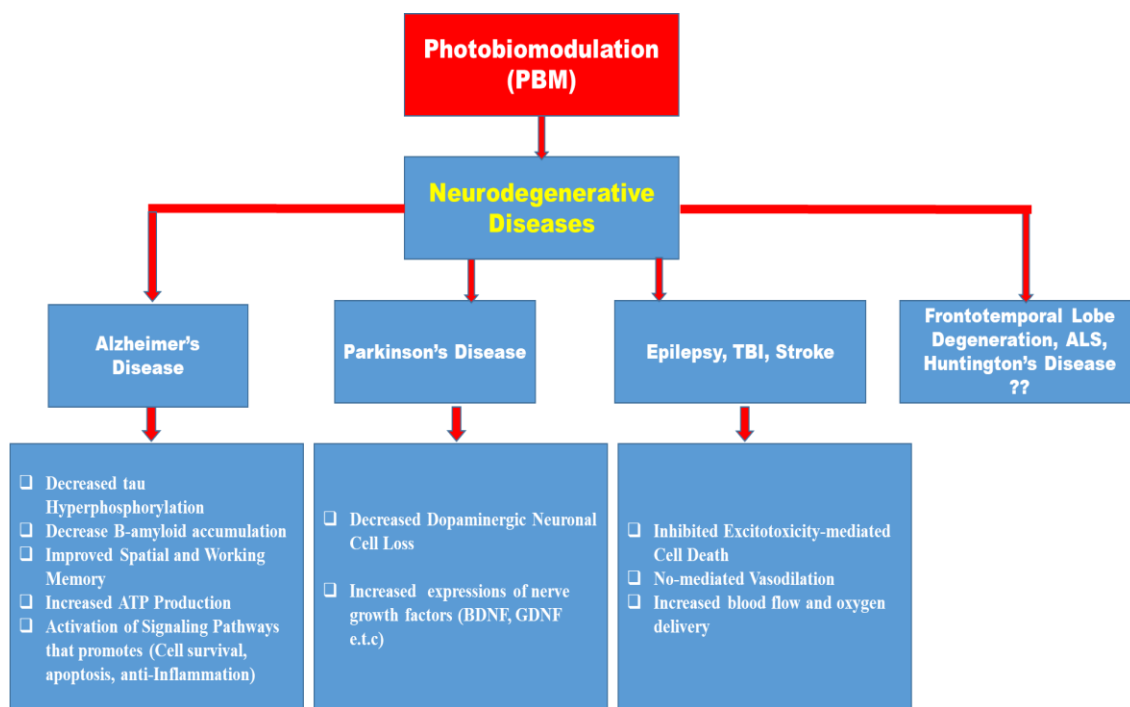 Photobiomodulation
(PBM)
Neurodegenerative
Diseases
Alzheimer's
Disease
Parkinson's Disease
Epilepsy, TBI, Stroke
Frontotemporal Lobe
Degeneration, ALS,
Huntington's Disease
??
Decreased tau
Hyperphosphorylation
Decrease B-amyloid accumulation
Improved Spatial and Working
Memory
Increased ATP Production
Activation of Signaling Pathways
that promotes (Cell survival,
apoptosis, anti-Inflammation)
Decreased Dopaminergic Neuronal
Cell Loss
Increased expressions of nerve
growth factors (BDNF, GDNF
e.t.c)
Inhibited Excitotoxicity-mediated
Cell Death
No-mediated Vasodilation
Increased blood flow and oxygen
delivery